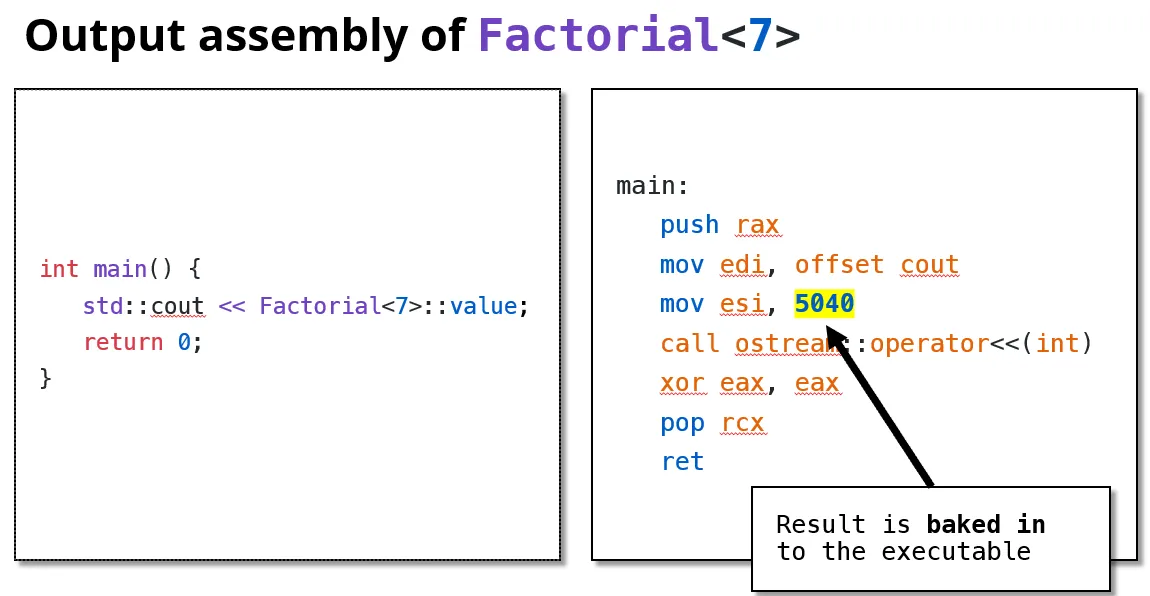 Output assembly of Factorial<7>
int main() {
std::cout << Factorial<7>::value;
return 0;
}
main:
push rax
mov edi, offset cout
mov esi, 5040
call ostream::operator<<(int)
xor eax, eax
pop rcx
ret
Result is baked in
to the executable